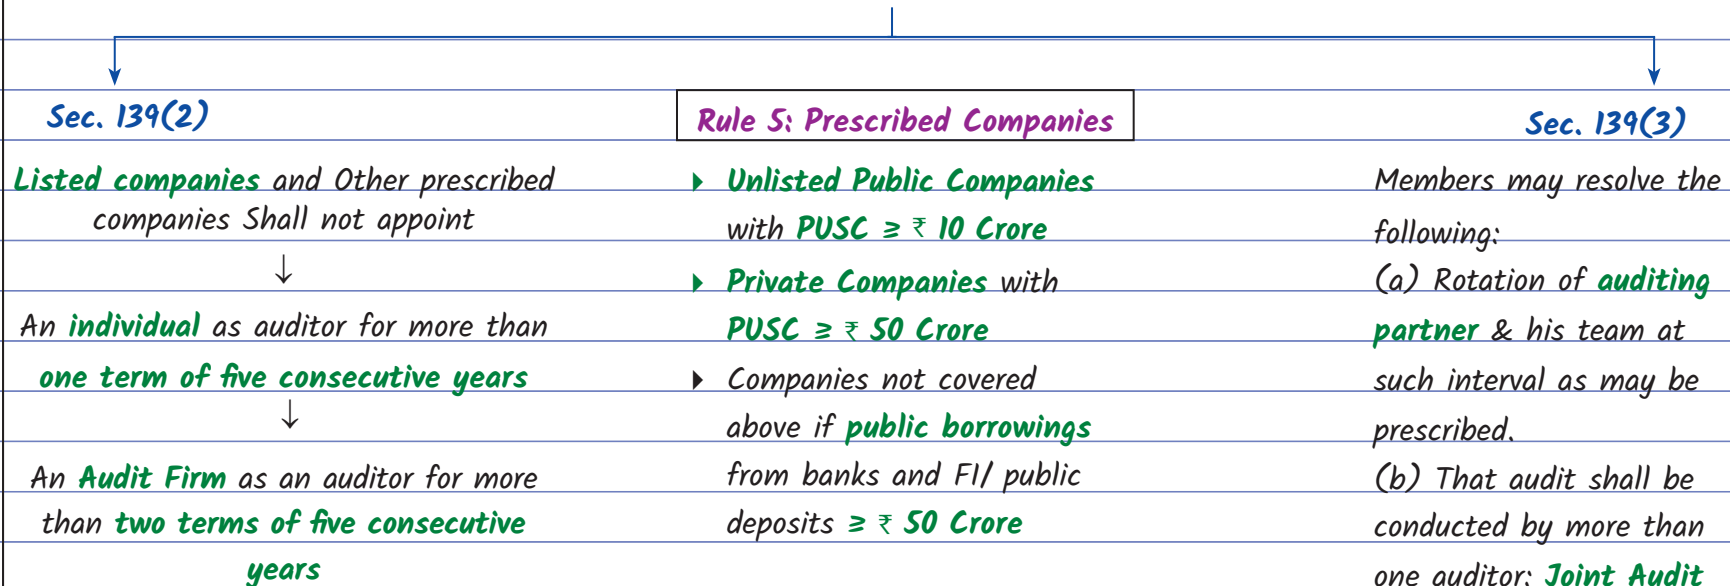 Sec. 139(2)
Listed companies and Other prescribed
companies Shall not appoint
↓
An individual as auditor for more than
one term of five consecutive years
↓
An Audit Firm as an auditor for more
than two terms of five consecutive
years
Rule 5: Prescribed Companies
Unlisted Public Companies
with PUSC ≥ ₹ 10 Crore
Private Companies with
PUSC ≥ ₹ 50 Crore
Companies not covered
above if public borrowings
from banks and FI/ public
deposits ≥ ₹ 50 Crore
Sec. 139(3)
Members may resolve the
following:
(a) Rotation of auditing
partner & his team at
such interval as may be
prescribed.
(b) That audit shall be
conducted by more than
one auditor: Joint Audit